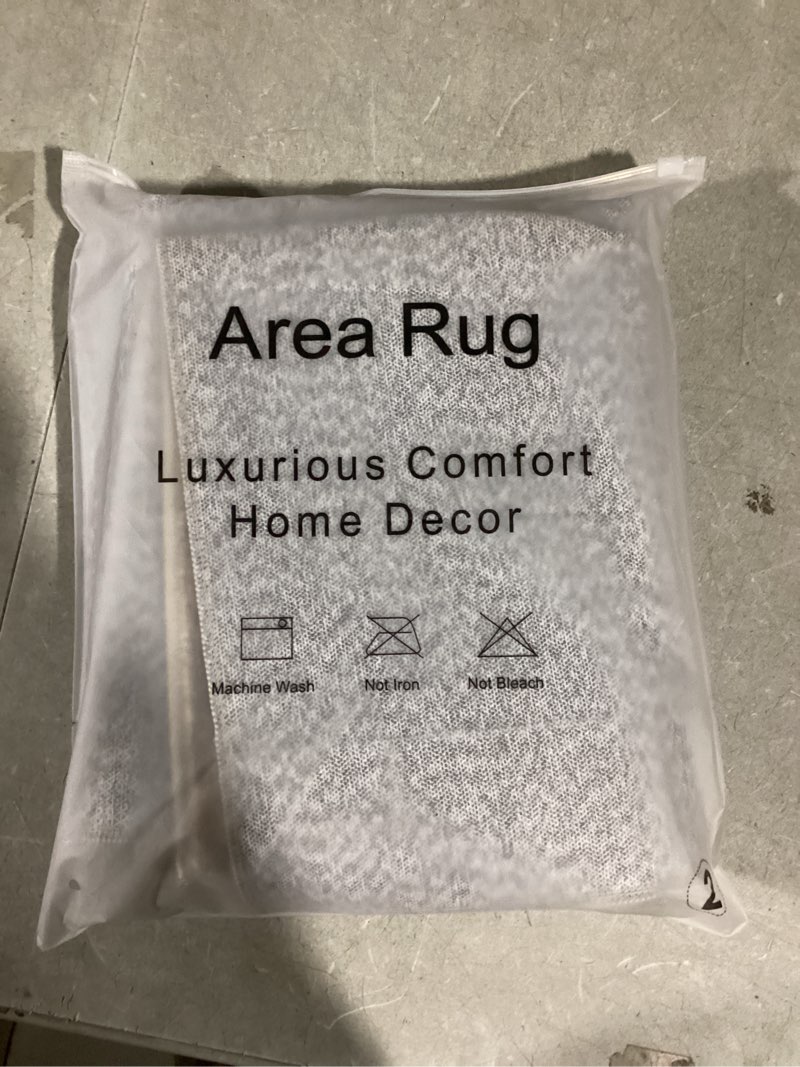 Area Rug
Luxurious Comfort
Home Decor
Machine Wash
Not Iron
Not Bleach
2